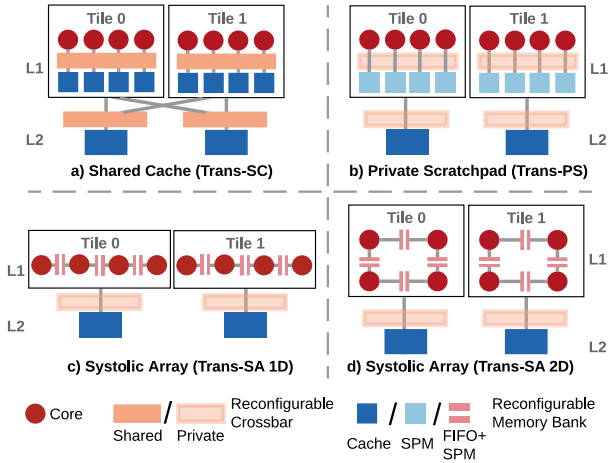 Tile 0
Tile 1
L1
L2
a) Shared Cache (Trans-SC)
Tile 0
Tile 1
L1
L2
b) Private Scratchpad (Trans-PS)
Tile 0
Tile 1
L1
L2
c) Systolic Array (Trans-SA 1D)
Tile 0
Tile 1
L1
L2
d) Systolic Array (Trans-SA 2D)
Core
/
Shared
Private
Reconfigurable
Crossbar
/
/
Cache
SPM
FIFO+
SPM
Reconfigurable
Memory Bank